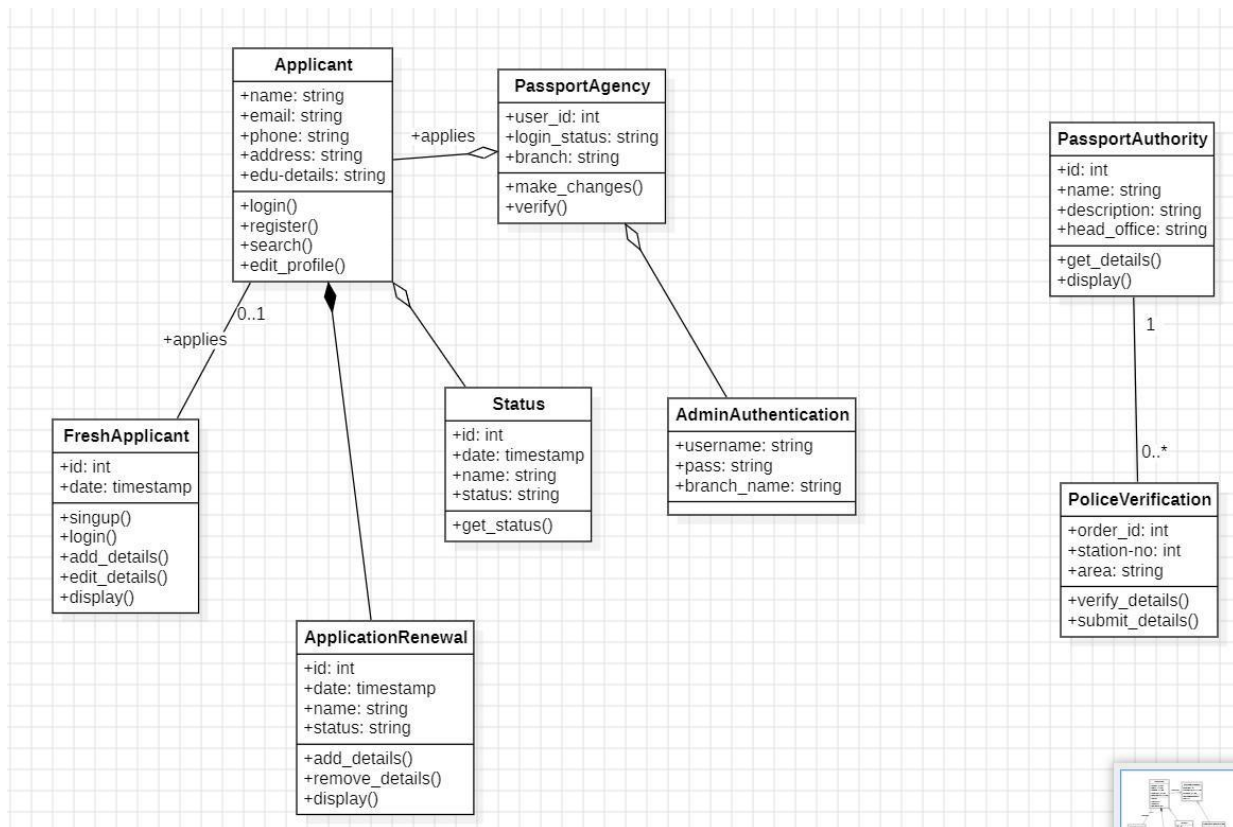 Applicant
+name: string
+email: string
+phone: string
+address: string
+edu-details: string
+login()
+register()
+search()
+edit_profile()
+applies
PassportAgency
+user_id: int
+login_status: string
+branch: string
+make_changes()
+verify()
PassportAuthority
+id: int
+name: string
+description: string
+head_office: string
+get_details()
+display()
0..1
+applies
1
0..*
FreshApplicant
+id: int
+date: timestamp
+singup()
+login()
+add_details()
+edit_details()
+display()
Status
+id: int
+date: timestamp
+name: string
+status: string
+get_status()
AdminAuthentication
+username: string
+pass: string
+branch_name: string
PoliceVerification
+order_id: int
+station-no: int
+area: string
+verify_details()
+submit_details()
ApplicationRenewal
+id: int
+date: timestamp
+name: string
+status: string
+add_details()
+remove_details()
+display()